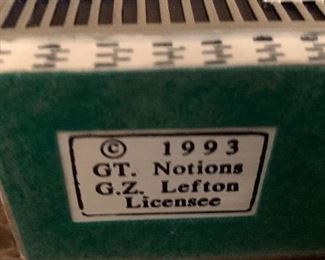 © 1993
GT. Notions
G.Z. Lefton
Licensee